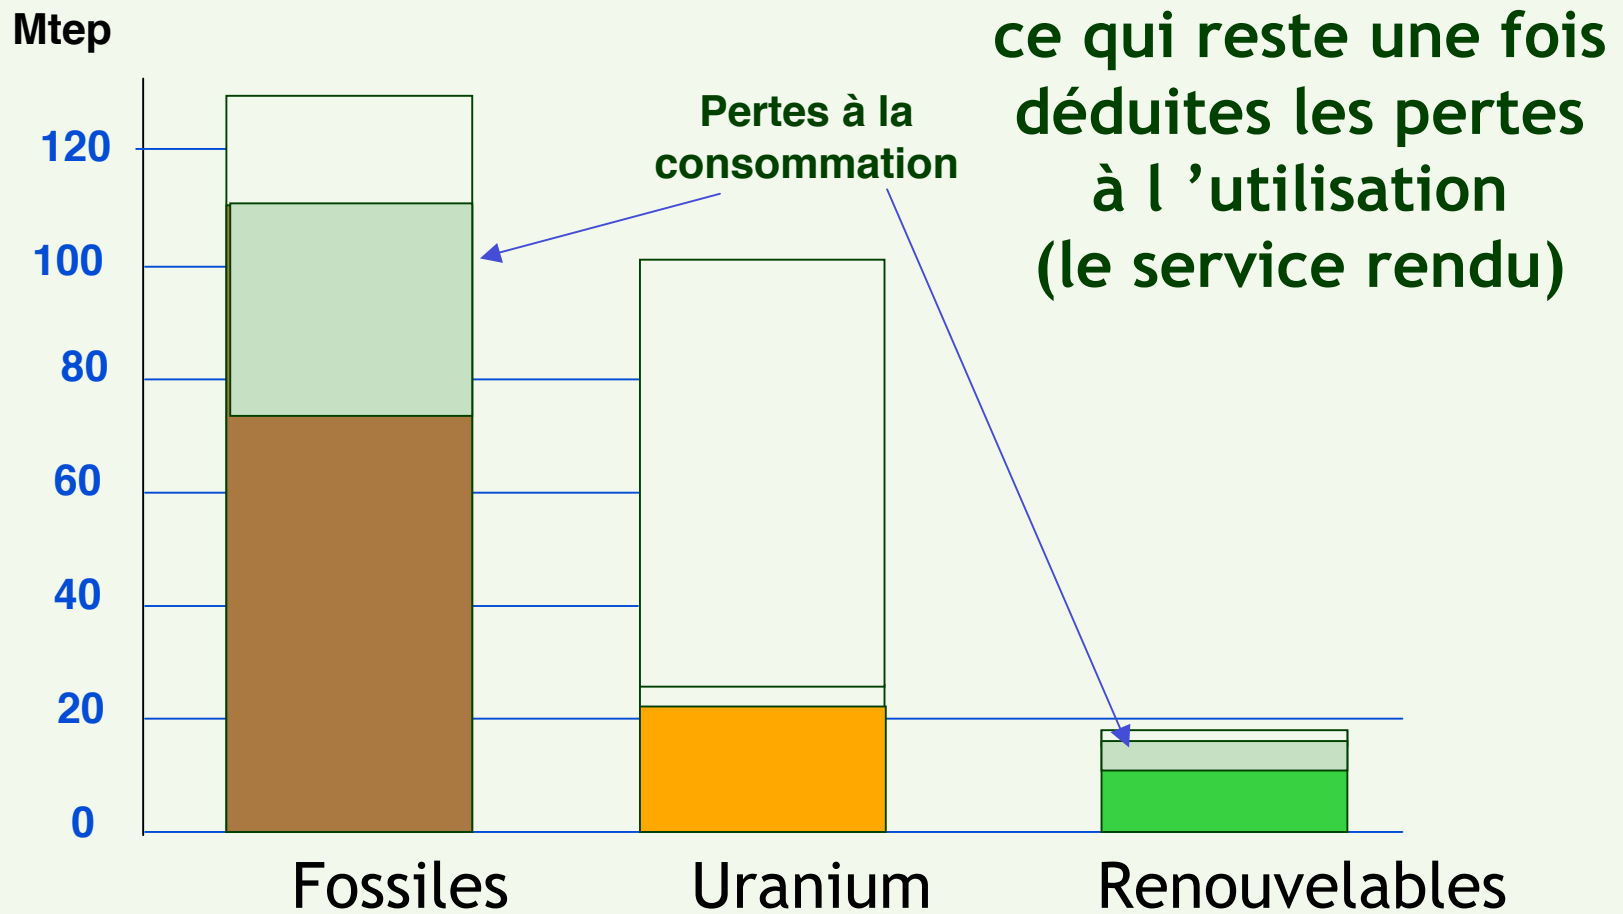 Mtep
ce qui reste une fois
déduites les pertes
à l ’utilisation
(le service rendu)
Pertes à la
consommation
120
100
80
60
40
20
0
Fossiles
Uranium
Renouvelables